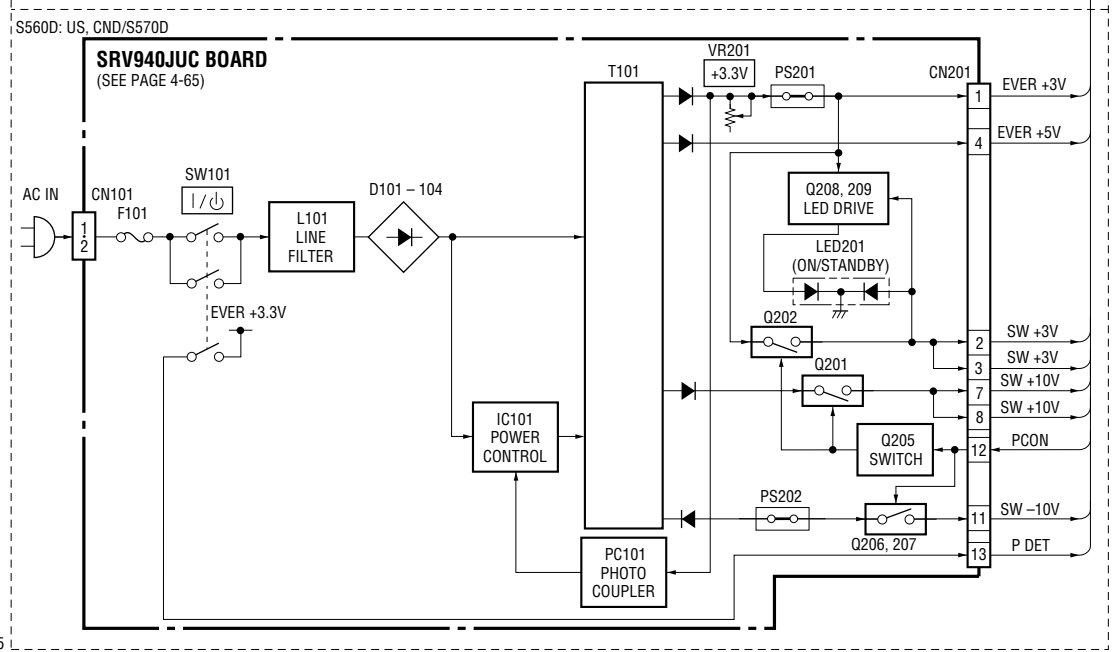 S560D: US, CND/S570D
SRV940JUC BOARD
(SEE PAGE 4-65)
AC IN
CN101
1
2
F101
SW101
I/⏻
EVER +3.3V
L101
LINE
FILTER
D101 – 104
IC101
POWER
CONTROL
T101
PC101
PHOTO
COUPLER
VR201
+3.3V
PS201
Q208, 209
LED DRIVE
LED201
(ON/STANDBY)
Q202
Q201
Q205
SWITCH
PS202
Q206, 207
CN201
1 EVER +3V
4 EVER +5V
2 SW +3V
3 SW +3V
7 SW +10V
8 SW +10V
12 PCON
11 SW –10V
13 P DET